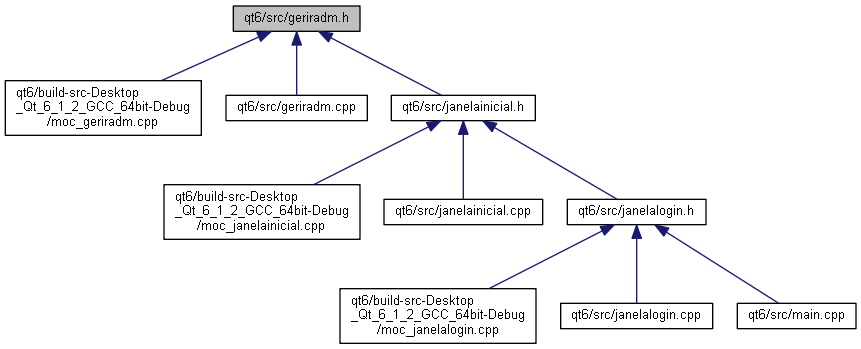 qt6/src/geriradm.h
qt6/build-src-Desktop
_Qt_6_1_2_GCC_64bit-Debug
/moc_geriradm.cpp
qt6/src/geriradm.cpp
qt6/src/janelainicial.h
qt6/build-src-Desktop
_Qt_6_1_2_GCC_64bit-Debug
/moc_janelainicial.cpp
qt6/src/janelainicial.cpp
qt6/src/janelalogin.h
qt6/build-src-Desktop
_Qt_6_1_2_GCC_64bit-Debug
/moc_janelalogin.cpp
qt6/src/janelalogin.cpp
qt6/src/main.cpp